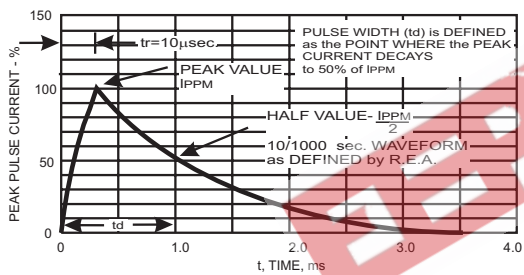 150
tr=10µsec.
PULSE WIDTH (td) is DEFINED
as the POINT WHERE the PEAK
CURRENT DECAYS
to 50% of IPPM
PEAK VALUE
IPPM
100
HALF VALUE- IPPM
2
10/1000 sec. WAVEFORM
as DEFINED by R.E.A.
50
td
0
PEAK PULSE CURRENT - %
0
1.0
2.0
3.0
4.0
t, TIME, ms